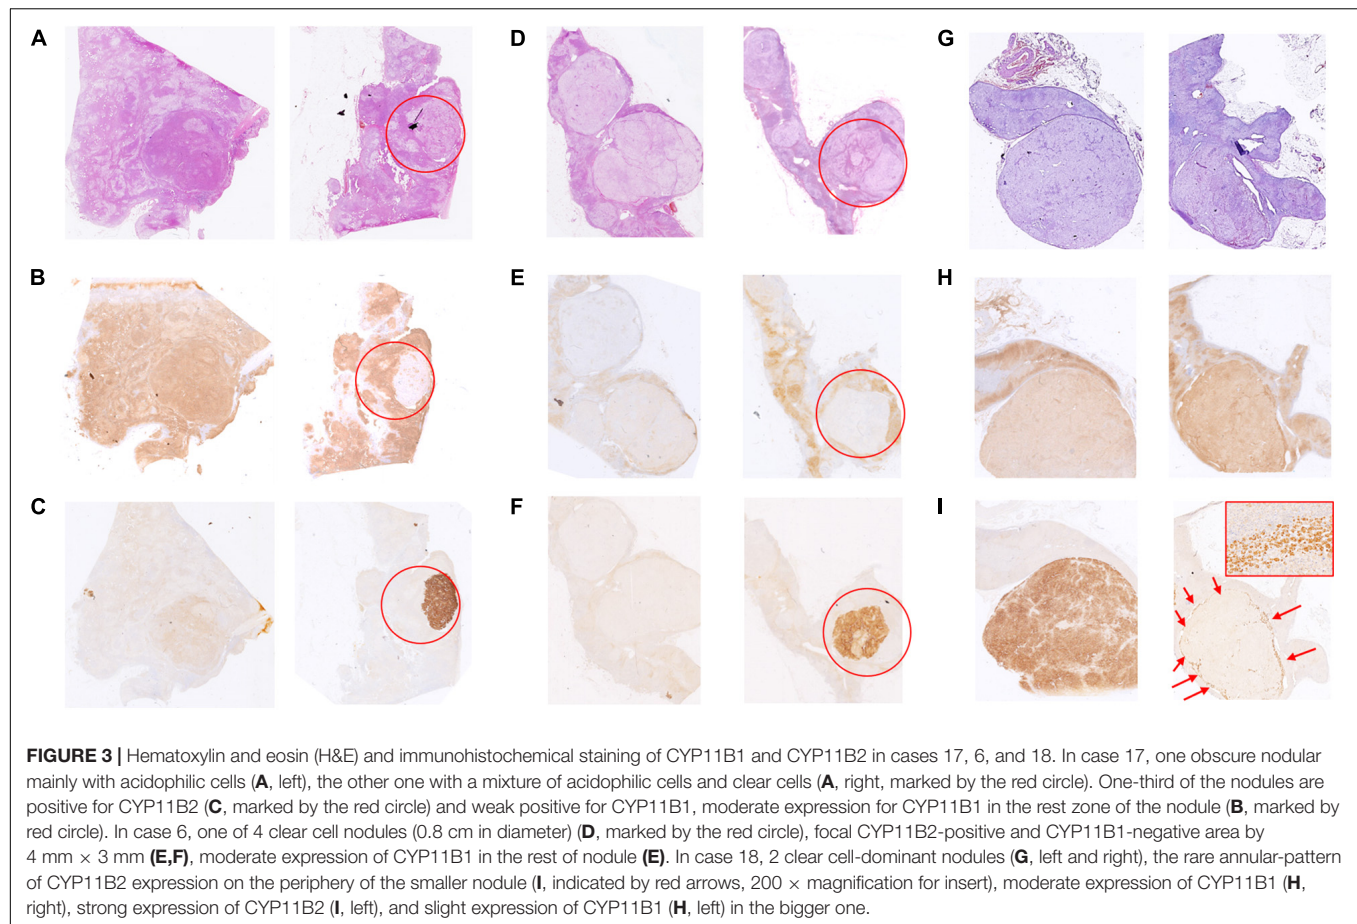 A
D
G
B
E
H
C
F
I
FIGURE 3 | Hematoxylin and eosin (H&E) and immunohistochemical staining of CYP11B1 and CYP11B2 in cases 17, 6, and 18. In case 17, one obscure nodular
mainly with acidophilic cells (A, left), the other one with a mixture of acidophilic cells and clear cells (A, right, marked by the red circle). One-third of the nodules are
positive for CYP11B2 (C, marked by the red circle) and weak positive for CYP11B1, moderate expression for CYP11B1 in the rest zone of the nodule (B, marked by
red circle). In case 6, one of 4 clear cell nodules (0.8 cm in diameter) (D, marked by the red circle), focal CYP11B2-positive and CYP11B1-negative area by
4 mm × 3 mm (E,F), moderate expression of CYP11B1 in the rest of nodule (E). In case 18, 2 clear cell-dominant nodules (G, left and right), the rare annular-pattern
of CYP11B2 expression on the periphery of the smaller nodule (I, indicated by red arrows, 200 × magnification for insert), moderate expression of CYP11B1 (H,
right), strong expression of CYP11B2 (I, left), and slight expression of CYP11B1 (H, left) in the bigger one.